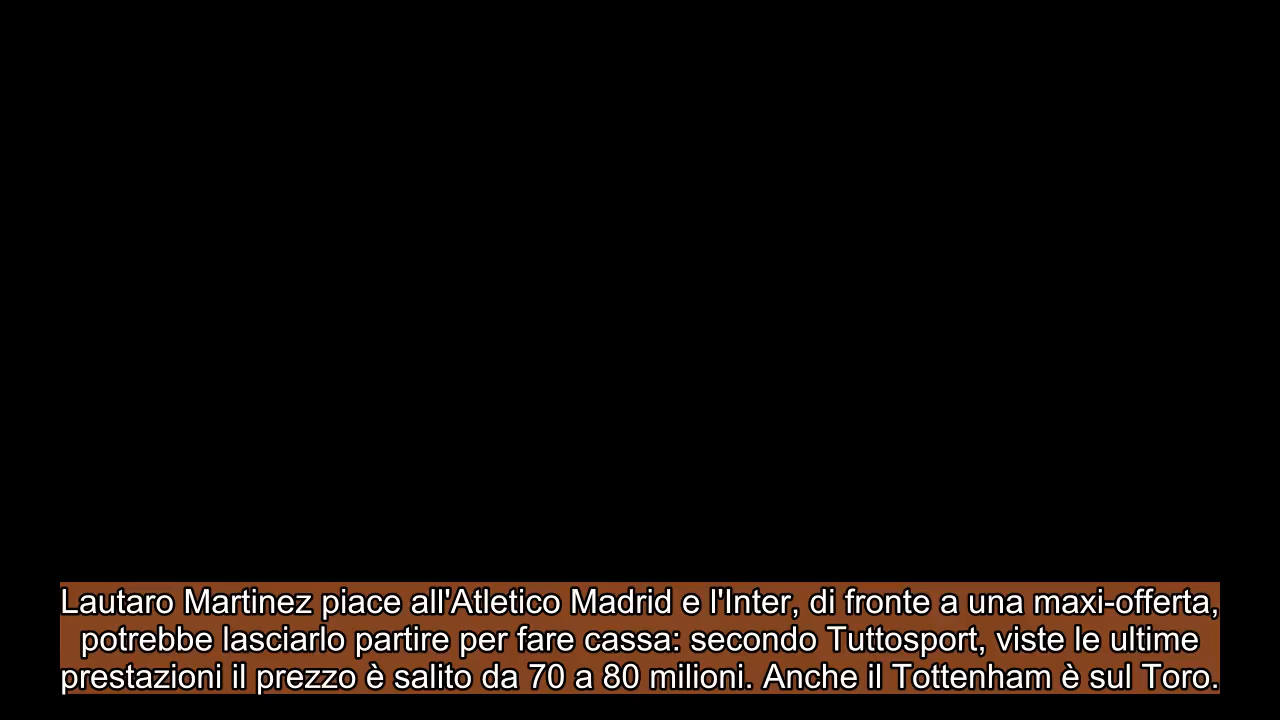 Lautaro Martinez piace all'Atletico Madrid e l'Inter, di fronte a una maxi-offerta,
potrebbe lasciarlo partire per fare cassa: secondo Tuttosport, viste le ultime
prestazioni il prezzo è salito da 70 a 80 milioni. Anche il Tottenham è sul Toro.